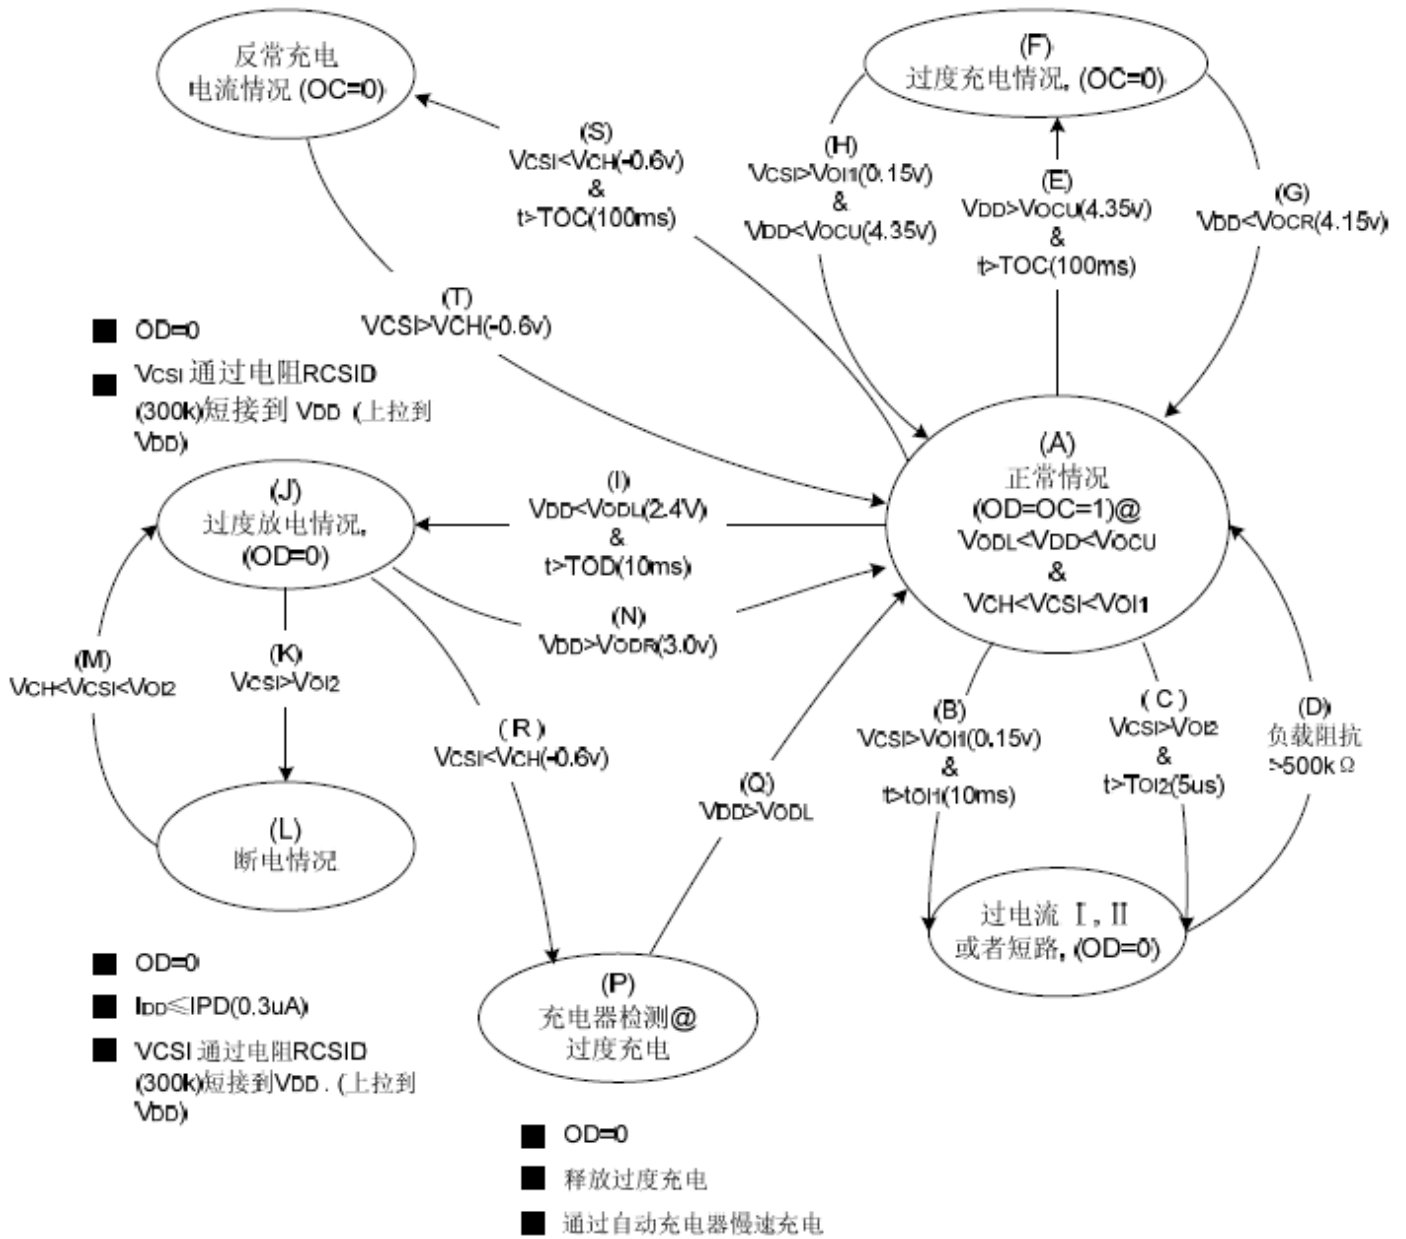 反常充电
电流情况 (OC=0)
(F)
过度充电情况, (OC=0)
(S)
VCSI<VCH(-0.6v)
&
t>TOC(100ms)
(H)
VCSI>VOI1(0.15v)
&
VDD<VOCU(4.35v)
(E)
VDD>VOCU(4.35v)
&
t>TOC(100ms)
(G)
VDD<VOCR(4.15v)
(T)
VCSI>VCH(-0.6v)
■ OD=0
■ VCSI 通过电阻RCSID
(300k)短接到 VDD (上拉到
VDD)
(A)
正常情况
(OD=OC=1)@
VODL<VDD<VOCU
&
VCH<VCSI<VOI1
(J)
过度放电情况,
(OD=0)
(I)
VDD<VODL(2.4V)
&
t>TOD(10ms)
(N)
VDD>VODR(3.0v)
(M)
VCH<VCSI<VOI2
(K)
VCSI>VOI2
(R)
VCSI<VCH(-0.6v)
(Q)
VDD>VODL
(B)
VCSI>VOI1(0.15v)
&
t>tOI1(10ms)
(C)
VCSI>VOI2
&
t>TOI2(5us)
(D)
负载阻抗
>500kΩ
(L)
断电情况
过电流 Ⅰ, Ⅱ
或者短路, (OD=0)
■ OD=0
■ IDD≤IPD(0.3uA)
■ VCSI 通过电阻RCSID
(300k)短接到VDD . (上拉到
VDD)
(P)
充电器检测@
过度充电
■ OD=0
■ 释放过度充电
■ 通过自动充电器慢速充电